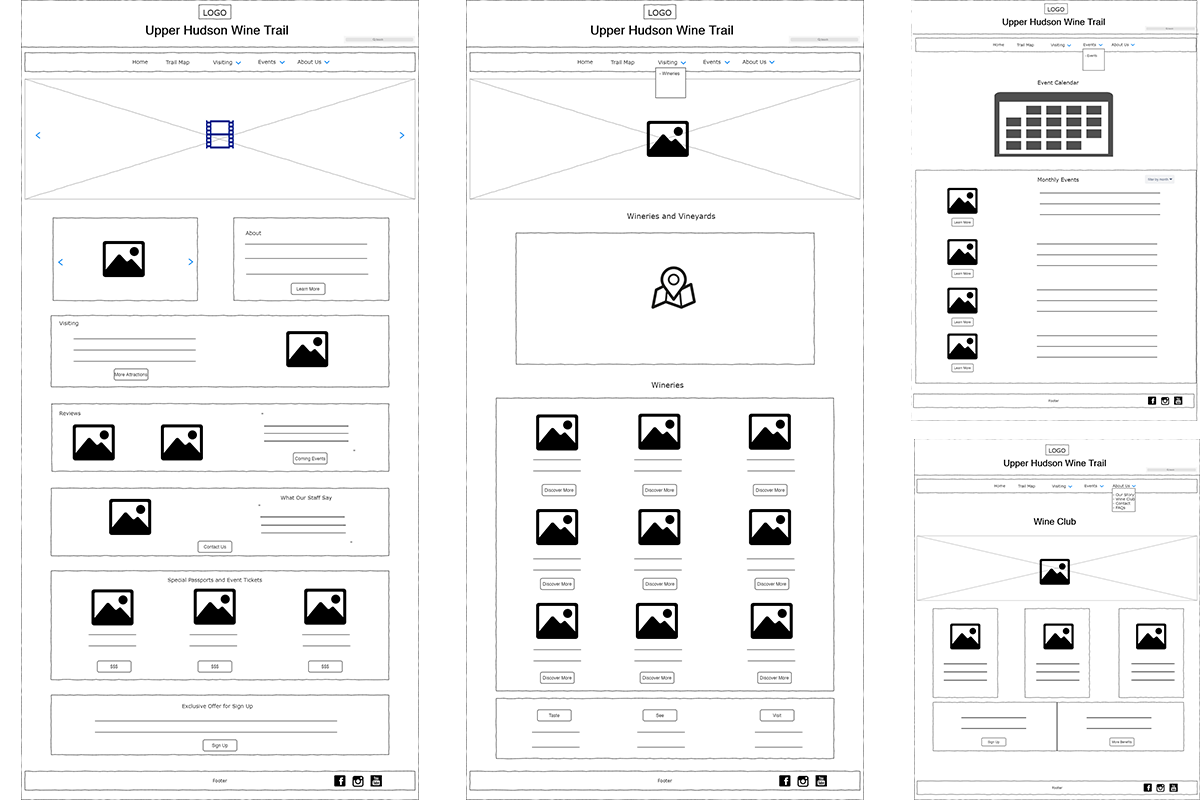 LOGO
Upper Hudson Wine Trail
Home Trail Map Visiting Events About Us
About
Learn More
Visiting
More Attractions
Reviews
Coming Events
What Our Staff Say
Contact Us
Special Passports and Event Tickets
$$$ $$$ $$$
Exclusive Offer for Sign Up
Sign Up
Footer
LOGO
Upper Hudson Wine Trail
Home Trail Map Visiting Events About Us
- Wineries
Wineries and Vineyards
Wineries
Discover More Discover More Discover More
Discover More Discover More Discover More
Discover More Discover More Discover More
Taste See Visit
Footer
LOGO
Upper Hudson Wine Trail
Home Trail Map Visiting Events About Us
- Events
Event Calendar
Monthly Events
Learn More
Learn More
Learn More
Learn More
Footer
LOGO
Upper Hudson Wine Trail
Home Trail Map Visiting Events About Us
- Our Story
- Wine Club
- Contact
- FAQs
Wine Club
Sign Up More Benefits
Footer